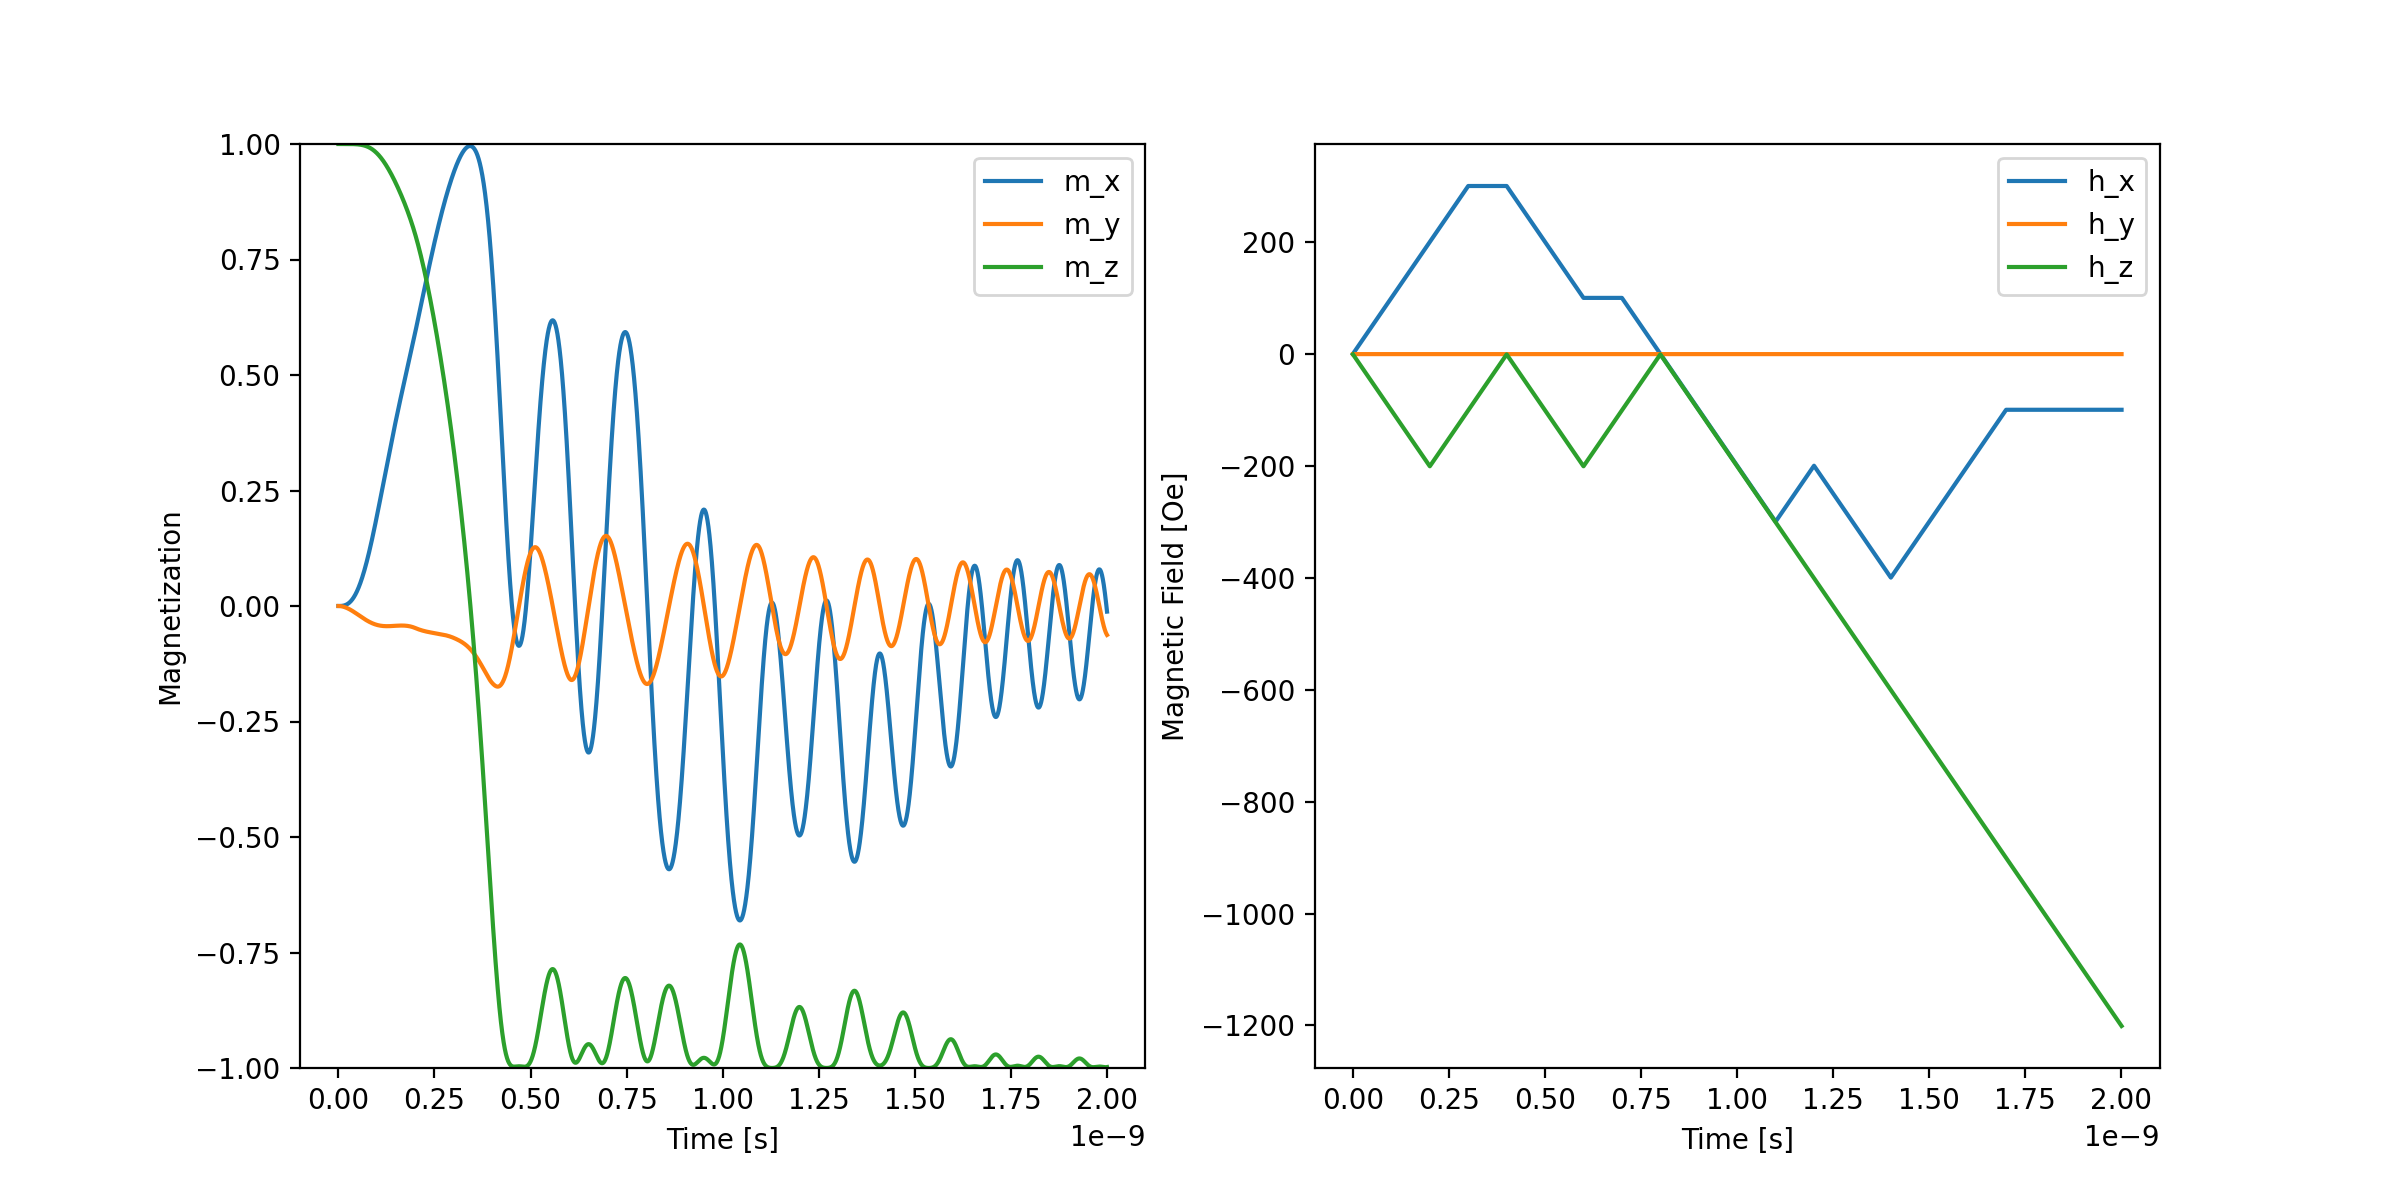 1.00
0.75
0.50
0.25
0.00
−0.25
−0.50
−0.75
−1.00
Magnetization
m_x
m_y
m_z
0.00 0.25 0.50 0.75 1.00 1.25 1.50 1.75 2.00
Time [s]
1e−9
200
0
−200
−400
−600
−800
−1000
−1200
Magnetic Field [Oe]
h_x
h_y
h_z
0.00 0.25 0.50 0.75 1.00 1.25 1.50 1.75 2.00
Time [s]
1e−9